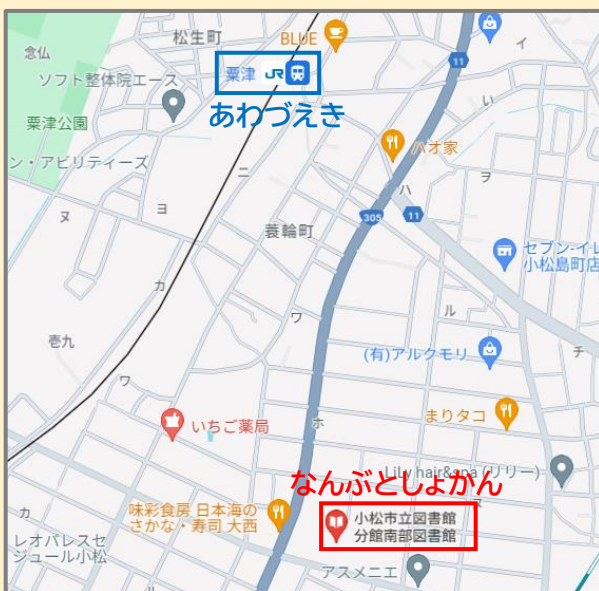 松生町
BLUE
イ
念仏
ソフト整体院エース
粟津 JR
11
あわづえき
い
粟津公園
パオ家
ン・アビリティーズ
ニ
ヲ
ハ
ヌ
ヨ
305
11
蓑輪町
セブン-イレ
小松島町店
カ
ル
ワ
壱九
(有)アルクモリ
チ
ワ
まりタコ
いちご薬局
ホ
Lily hair&spa (リリー)
なんぶとしょかん
ヌ
カ
味彩食房 日本海の
さかな・寿司 大西
小松市立図書館
分館南部図書館
レオパレスセ
ジュール小松
アスメニエ
ル